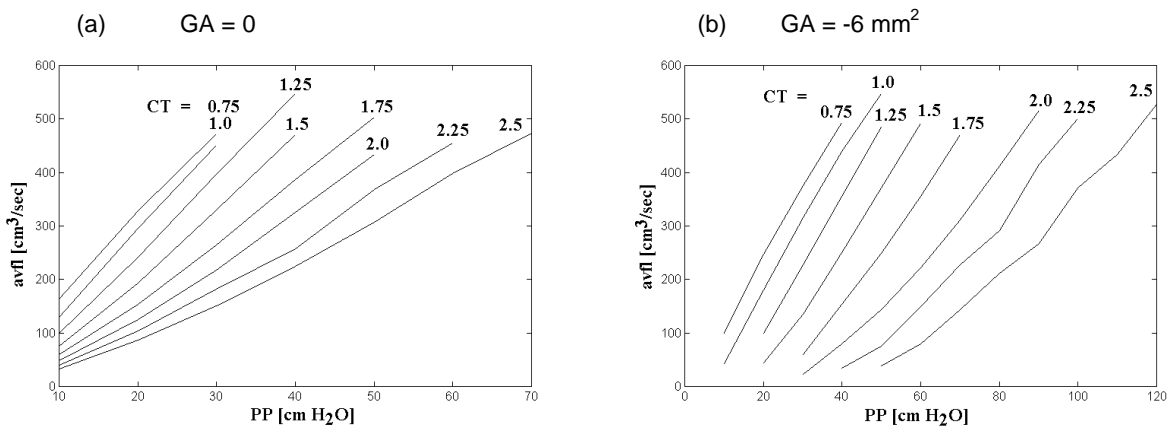 (a) GA = 0
600
500
400
300
200
100
0
10 20 30 40 50 60 70
avfl [cm³/sec]
PP [cm H₂O]
CT = 0.75
1.0
1.25
1.5
1.75
2.0
2.25
2.5
(b) GA = -6 mm²
600
500
400
300
200
100
0
0 20 40 60 80 100 120
avfl [cm³/sec]
PP [cm H₂O]
CT =
0.75
1.0
1.25
1.5
1.75
2.0
2.25
2.5